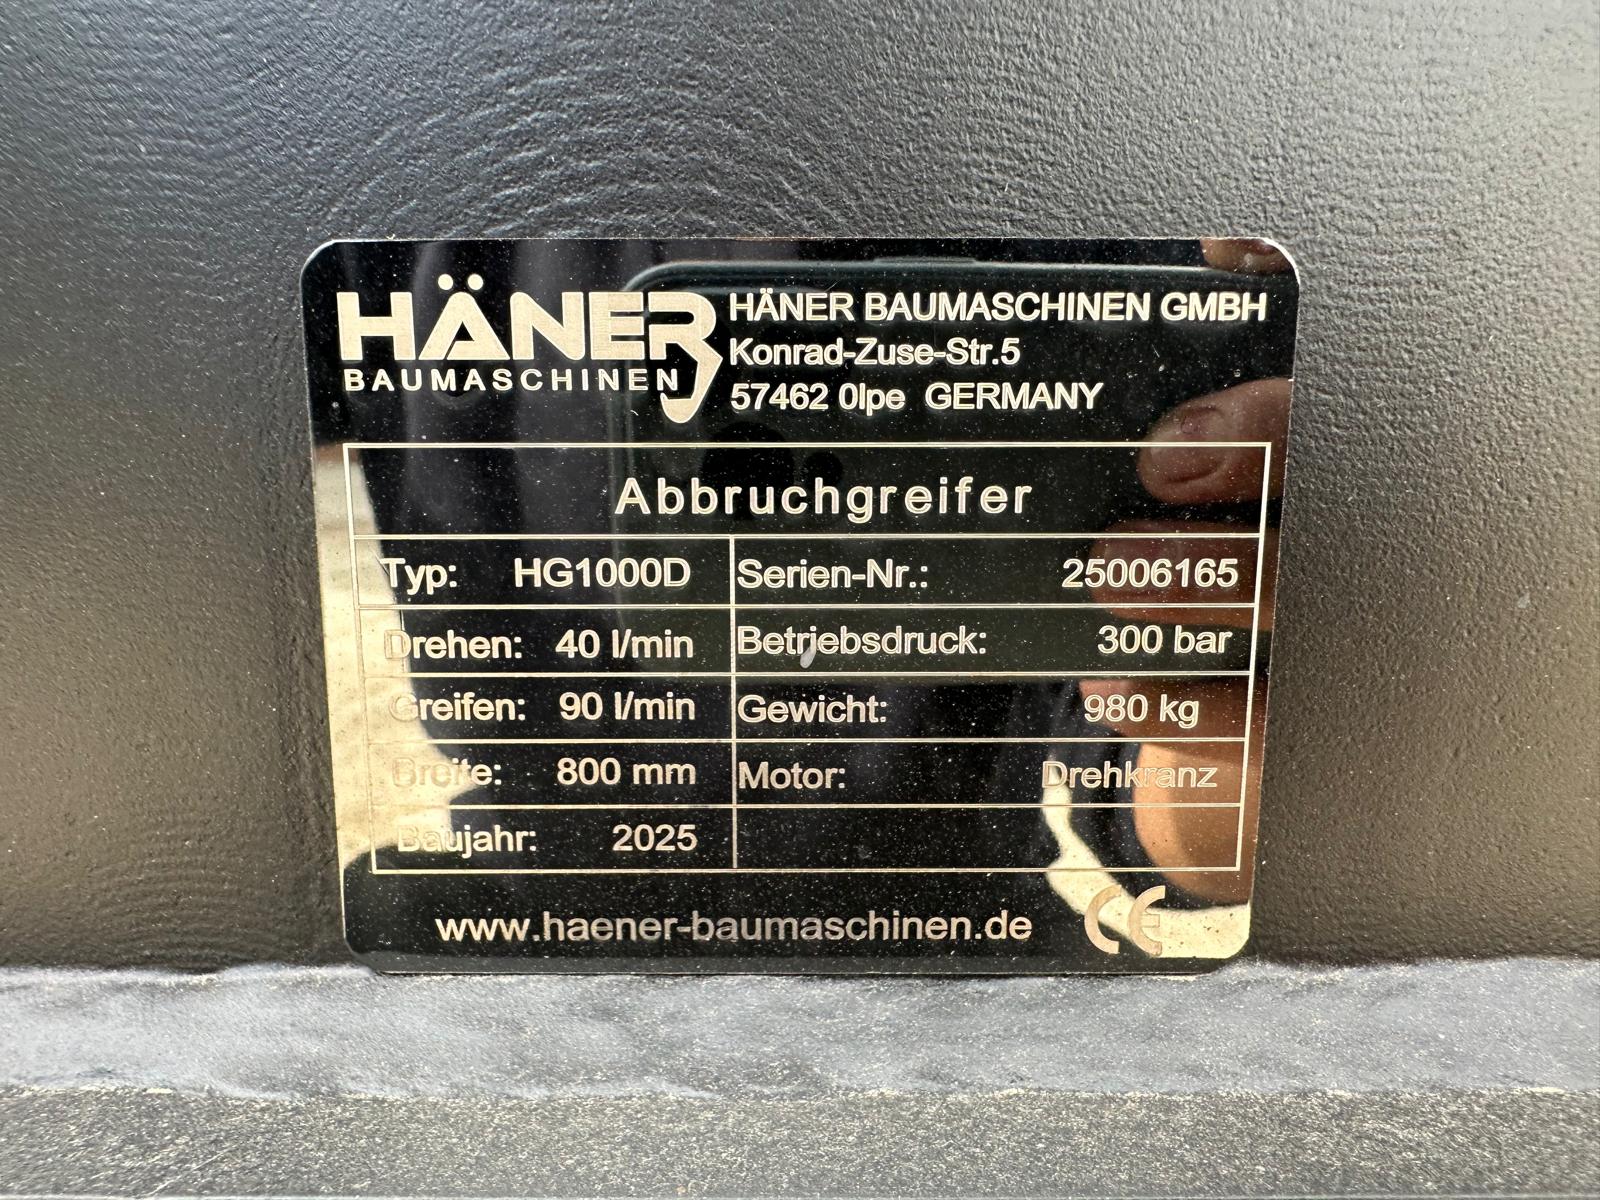 HÄNER
BAUMASCHINEN
HÄNER BAUMASCHINEN GMBH
Konrad-Zuse-Str.5
57462 0lpe GERMANY
Abbruchgreifer
Typ: HG1000D Serien-Nr.: 25006165
Drehen: 40 l/min Betriebsdruck: 300 bar
Greifen: 90 l/min Gewicht: 980 kg
Breite: 800 mm Motor: Drehkranz
Baujahr: 2025
www.haener-baumaschinen.de CE